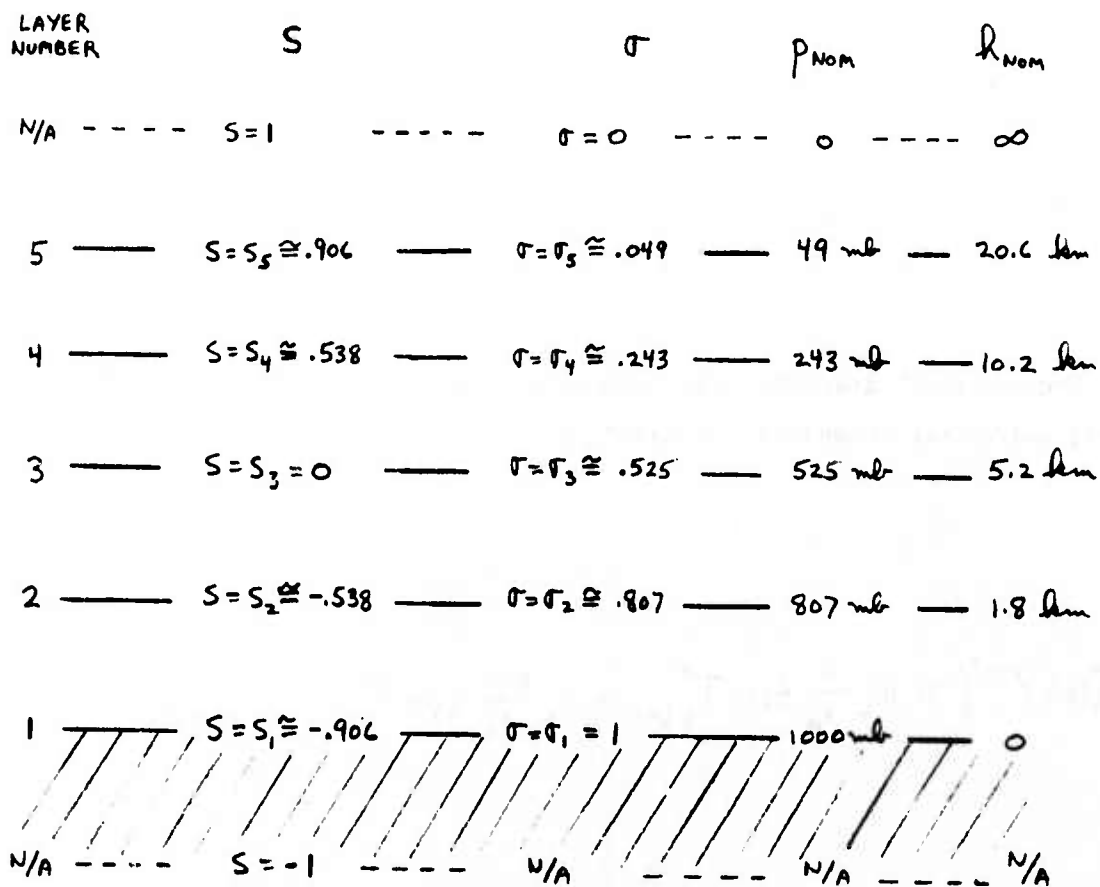 LAYER NUMBER S σ P NOM h NOM
N/A - - - - S = 1 - - - - - σ = 0 - - - - 0 - - - - ∞
5 —— S = S₅ ≅ .906 —— σ = σ₅ ≅ .049 —— 49 mb —— 20.6 km
4 —— S = S₄ ≅ .538 —— σ = σ₄ ≅ .243 —— 243 mb —— 10.2 km
3 —— S = S₃ = 0 —— σ = σ₃ ≅ .525 —— 525 mb —— 5.2 km
2 —— S = S₂ ≅ -.538 —— σ = σ₂ ≅ .807 —— 807 mb —— 1.8 km
1 —— S = S₁ ≅ -.906 —— σ = σ₁ = 1 —— 1000 mb —— 0
N/A - - - - - S = -1 - - - - N/A - - - - N/A - - - - N/A